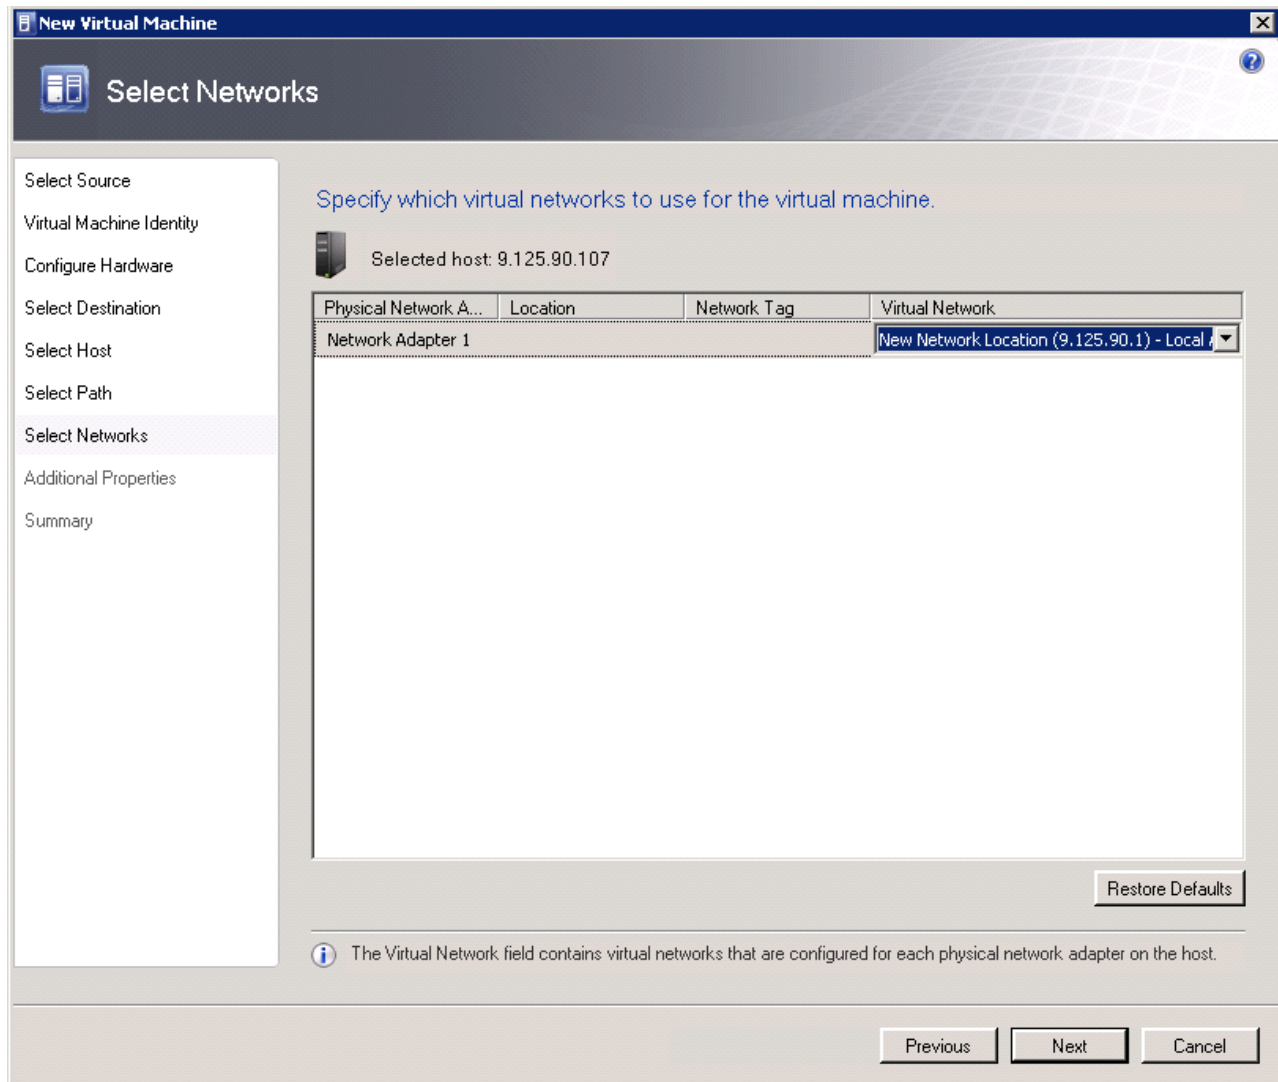 New Virtual Machine
Select Networks
Select Source
Virtual Machine Identity
Configure Hardware
Select Destination
Select Host
Select Path
Select Networks
Additional Properties
Summary
Specify which virtual networks to use for the virtual machine.
Selected host: 9.125.90.107
Physical Network A... Location Network Tag Virtual Network
Network Adapter 1 New Network Location (9.125.90.1) - Local
Restore Defaults
The Virtual Network field contains virtual networks that are configured for each physical network adapter on the host.
Previous Next Cancel